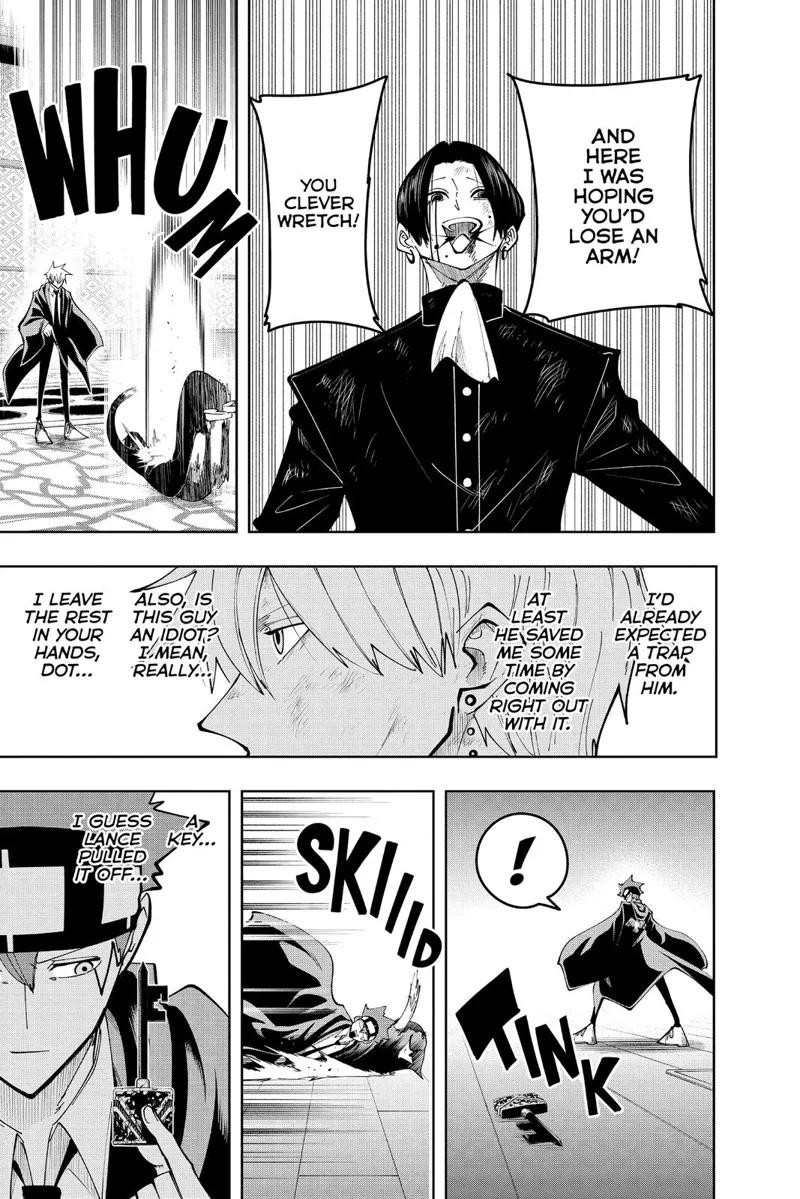 AND
HERE
I WAS
HOPING
YOU'D
LOSE AN
ARM!
YOU
CLEVER
WRETCH!
WHUM
I'D
ALREADY
EXPECTED
A TRAP
FROM
HIM.
AT
LEAST
HE SAVED
ME SOME
TIME BY
COMING
RIGHT OUT
WITH IT.
ALSO, IS
THIS GUY
AN IDIOT?
I MEAN,
REALLY...
I LEAVE
THE REST
IN YOUR
HANDS,
DOT...
!
TINK
SKIIID
A
KEY...
I GUESS
LANCE
PULLED
IT OFF...